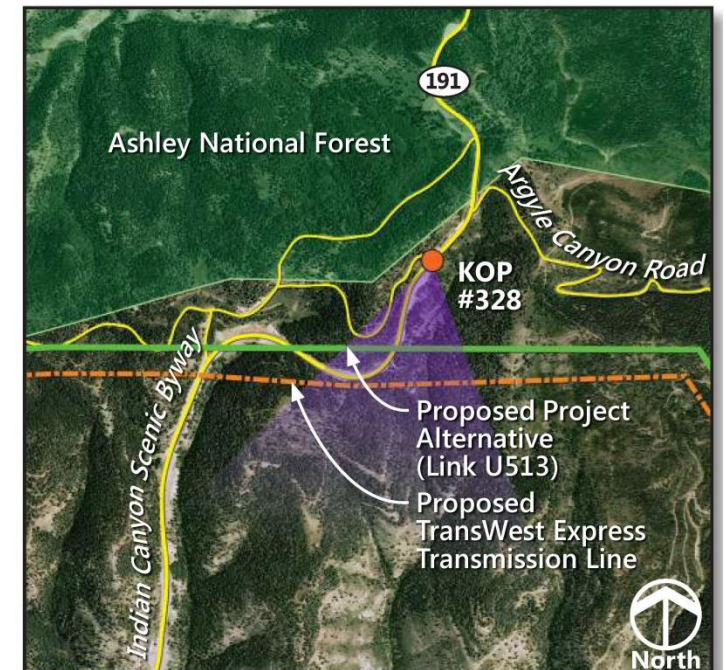 191
Ashley National Forest
Argyle Canyon Road
KOP
#328
Indian Canyon Scenic Byway
Proposed Project
Alternative
(Link U513)
Proposed
TransWest Express
Transmission Line
North